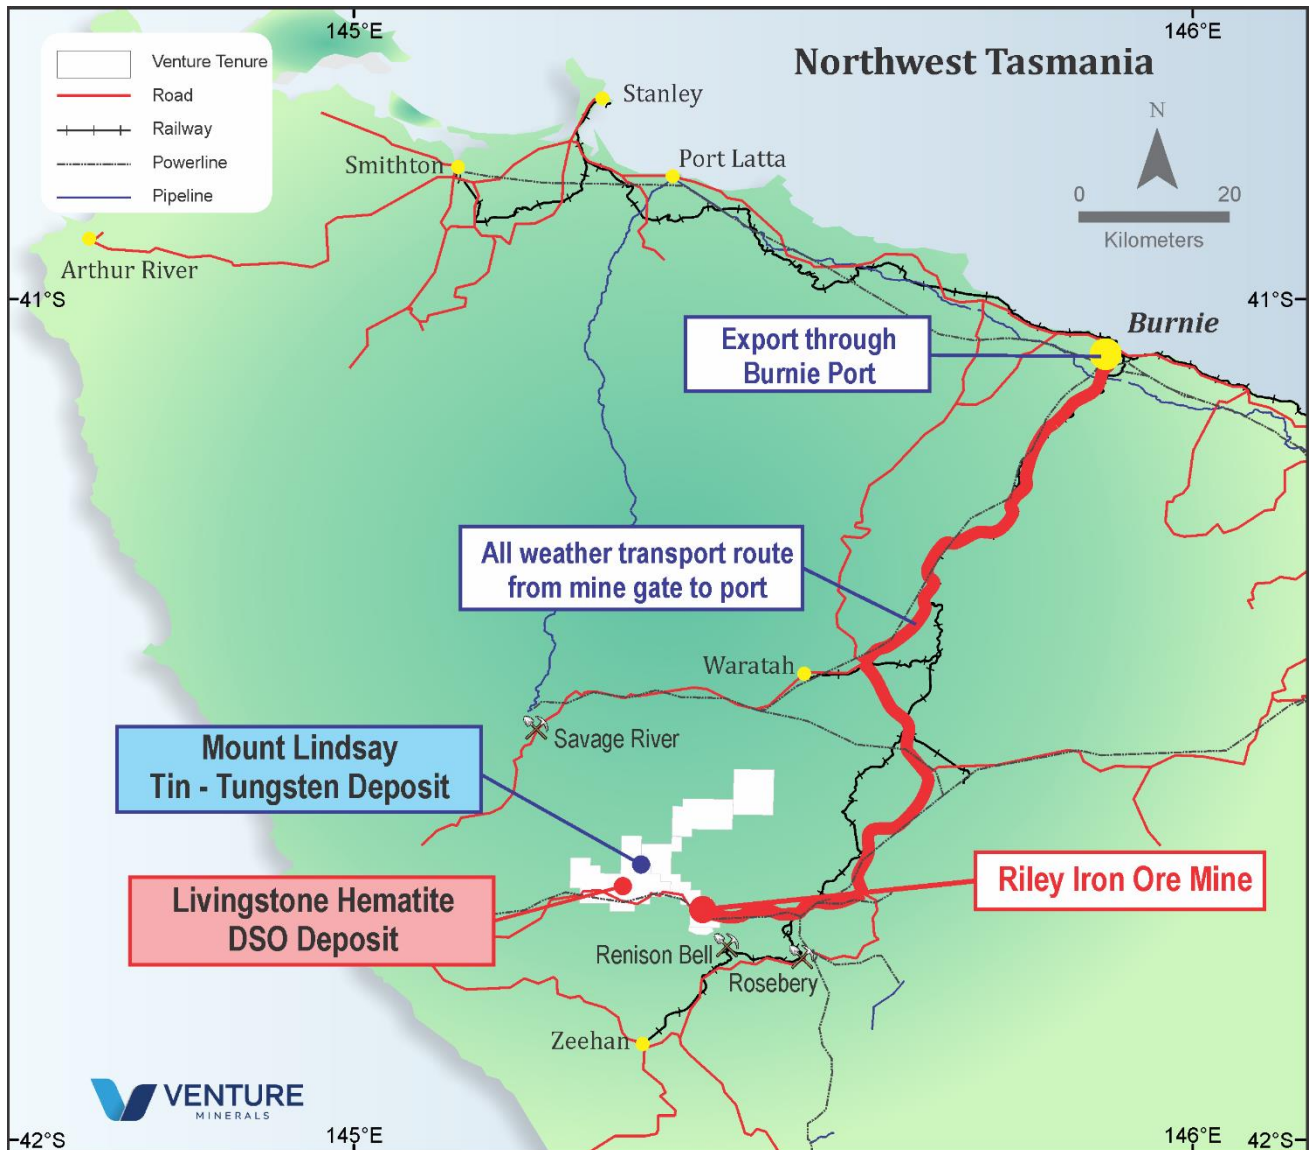 145°E
146°E
Northwest Tasmania
Venture Tenure
Road
Railway
Powerline
Pipeline
N
0
20
Kilometers
Stanley
Smithton
Port Latta
Arthur River
41°S
41°S
Burnie
Export through
Burnie Port
All weather transport route
from mine gate to port
Waratah
Savage River
Mount Lindsay
Tin - Tungsten Deposit
Livingstone Hematite
DSO Deposit
Riley Iron Ore Mine
Renison Bell
Rosebery
Zeehan
VENTURE
MINERALS
42°S
145°E
146°E
42°S